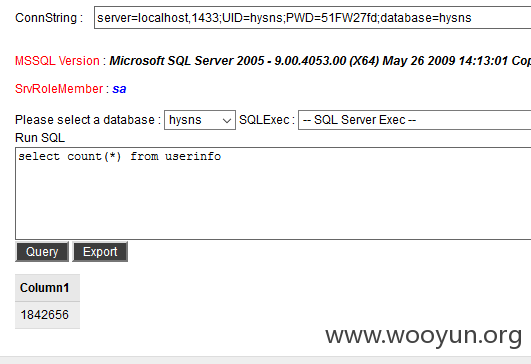 ConnString : server=localhost,1433;UID=hysns;PWD=51FW27fd;database=hysns
MSSQL Version : Microsoft SQL Server 2005 - 9.00.4053.00 (X64) May 26 2009 14:13:01 Cop
SrvRoleMember : sa
Please select a database : hysns SQLExec : -- SQL Server Exec --
Run SQL
select count(*) from userinfo
Query Export
Column1
1842656
www.wooyun.org